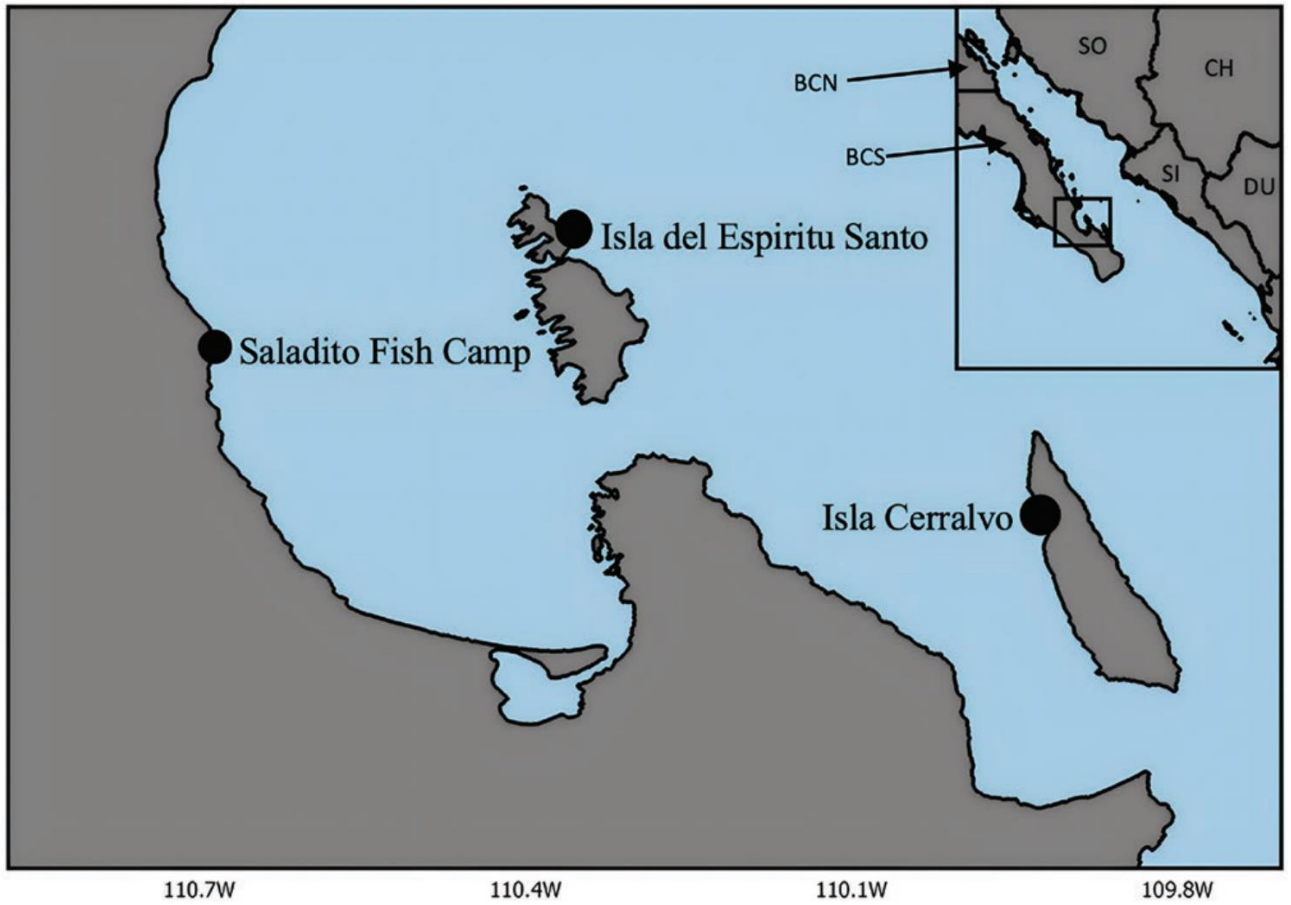 SO
CH
BCN
BCS
SI
DU
Isla del Espiritu Santo
Saladito Fish Camp
Isla Cerralvo
110.7W 110.4W 110.1W 109.8W